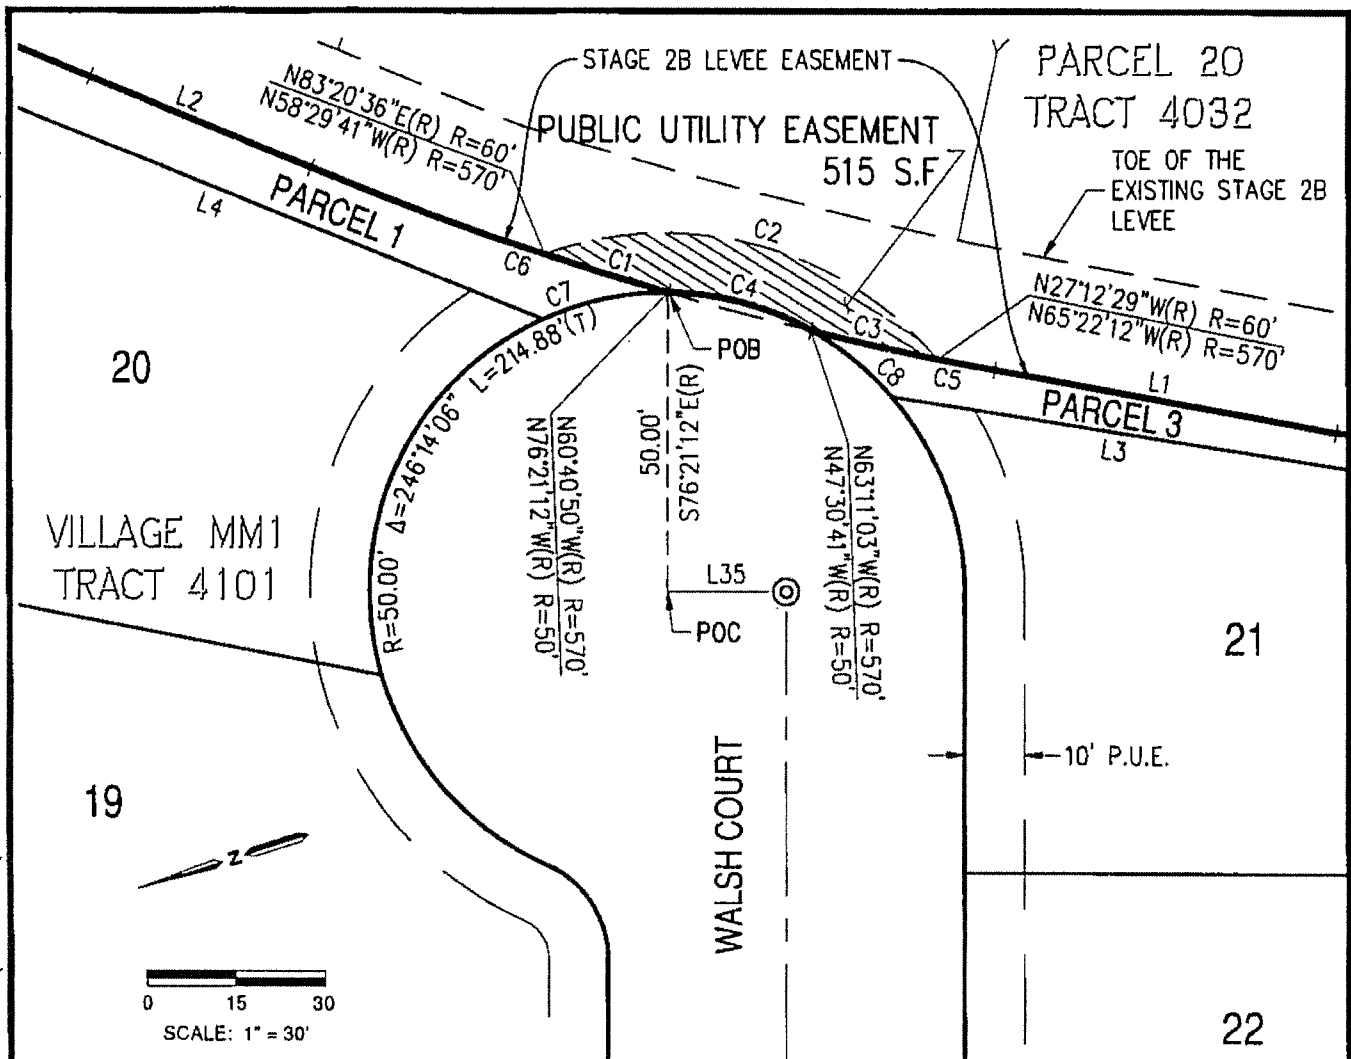 STAGE 2B LEVEE EASEMENT
PARCEL 20
TRACT 4032
N83°20'36"E(R) R=60'
N58°29'41"W(R) R=570'
L2
PUBLIC UTILITY EASEMENT
515 S.F.
TOE OF THE
EXISTING STAGE 2B
LEVEE
PARCEL 1
L4
C2
C6
C1
C4
C7
C3
N27°12'29"W(R) R=60'
N65°22'12"W(R) R=570'
POB
C8
C5
L1
PARCEL 3
L3
20
R=50.00' Δ=246°14'06" L=214.88'(T)
N60°40'50"W(R) R=570'
N76°21'12"W(R) R=50'
50.00'
S76°21'12"E(R)
N63°11'03"W(R) R=570'
N47°30'41"W(R) R=50'
VILLAGE MM1
TRACT 4101
L35
POC
21
WALSH COURT
10' P.U.E.
19
Z
0 15 30
SCALE: 1" = 30'
22